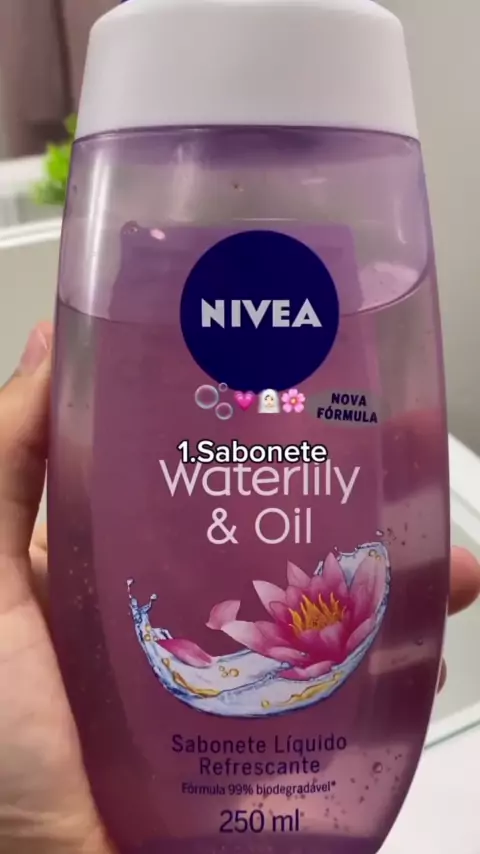 NIVEA
NOVA
FÓRMULA
1.Sabonete
Waterlily
& Oil
Sabonete Líquido
Refrescante
Fórmula 99% biodegradável*
250 ml